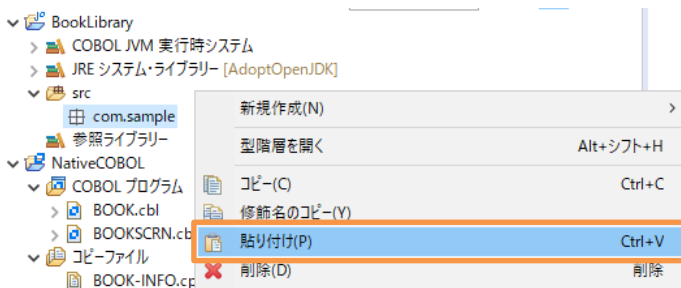 BookLibrary
COBOL JVM 実行時システム
JRE システム・ライブラリー [AdoptOpenJDK]
src
com.sample
参照ライブラリー
NativeCOBOL
COBOL プログラム
BOOK.cbl
BOOKSCRN.cb
コピーファイル
BOOK-INFO.cp
新規作成(N) >
型階層を開く Alt+シフト+H
コピー(C) Ctrl+C
修飾名のコピー(Y)
貼り付け(P) Ctrl+V
削除(D) 削除